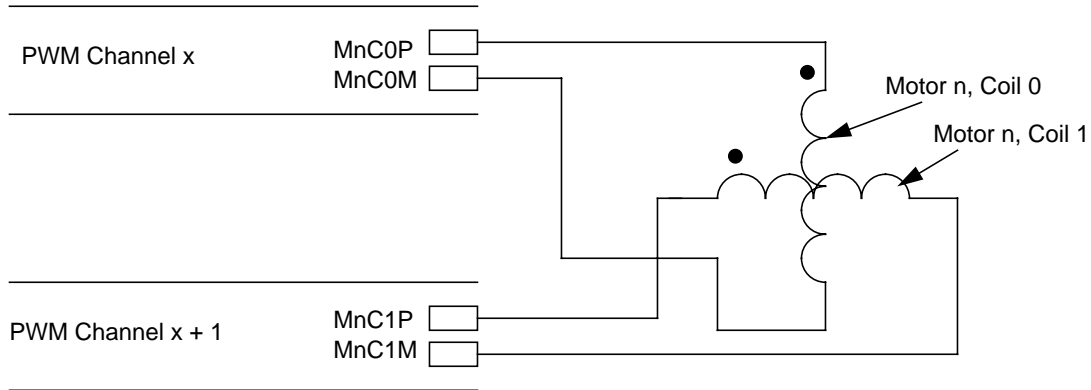 PWM Channel x
MnC0P
MnC0M
Motor n, Coil 0
Motor n, Coil 1
PWM Channel x + 1
MnC1P
MnC1M